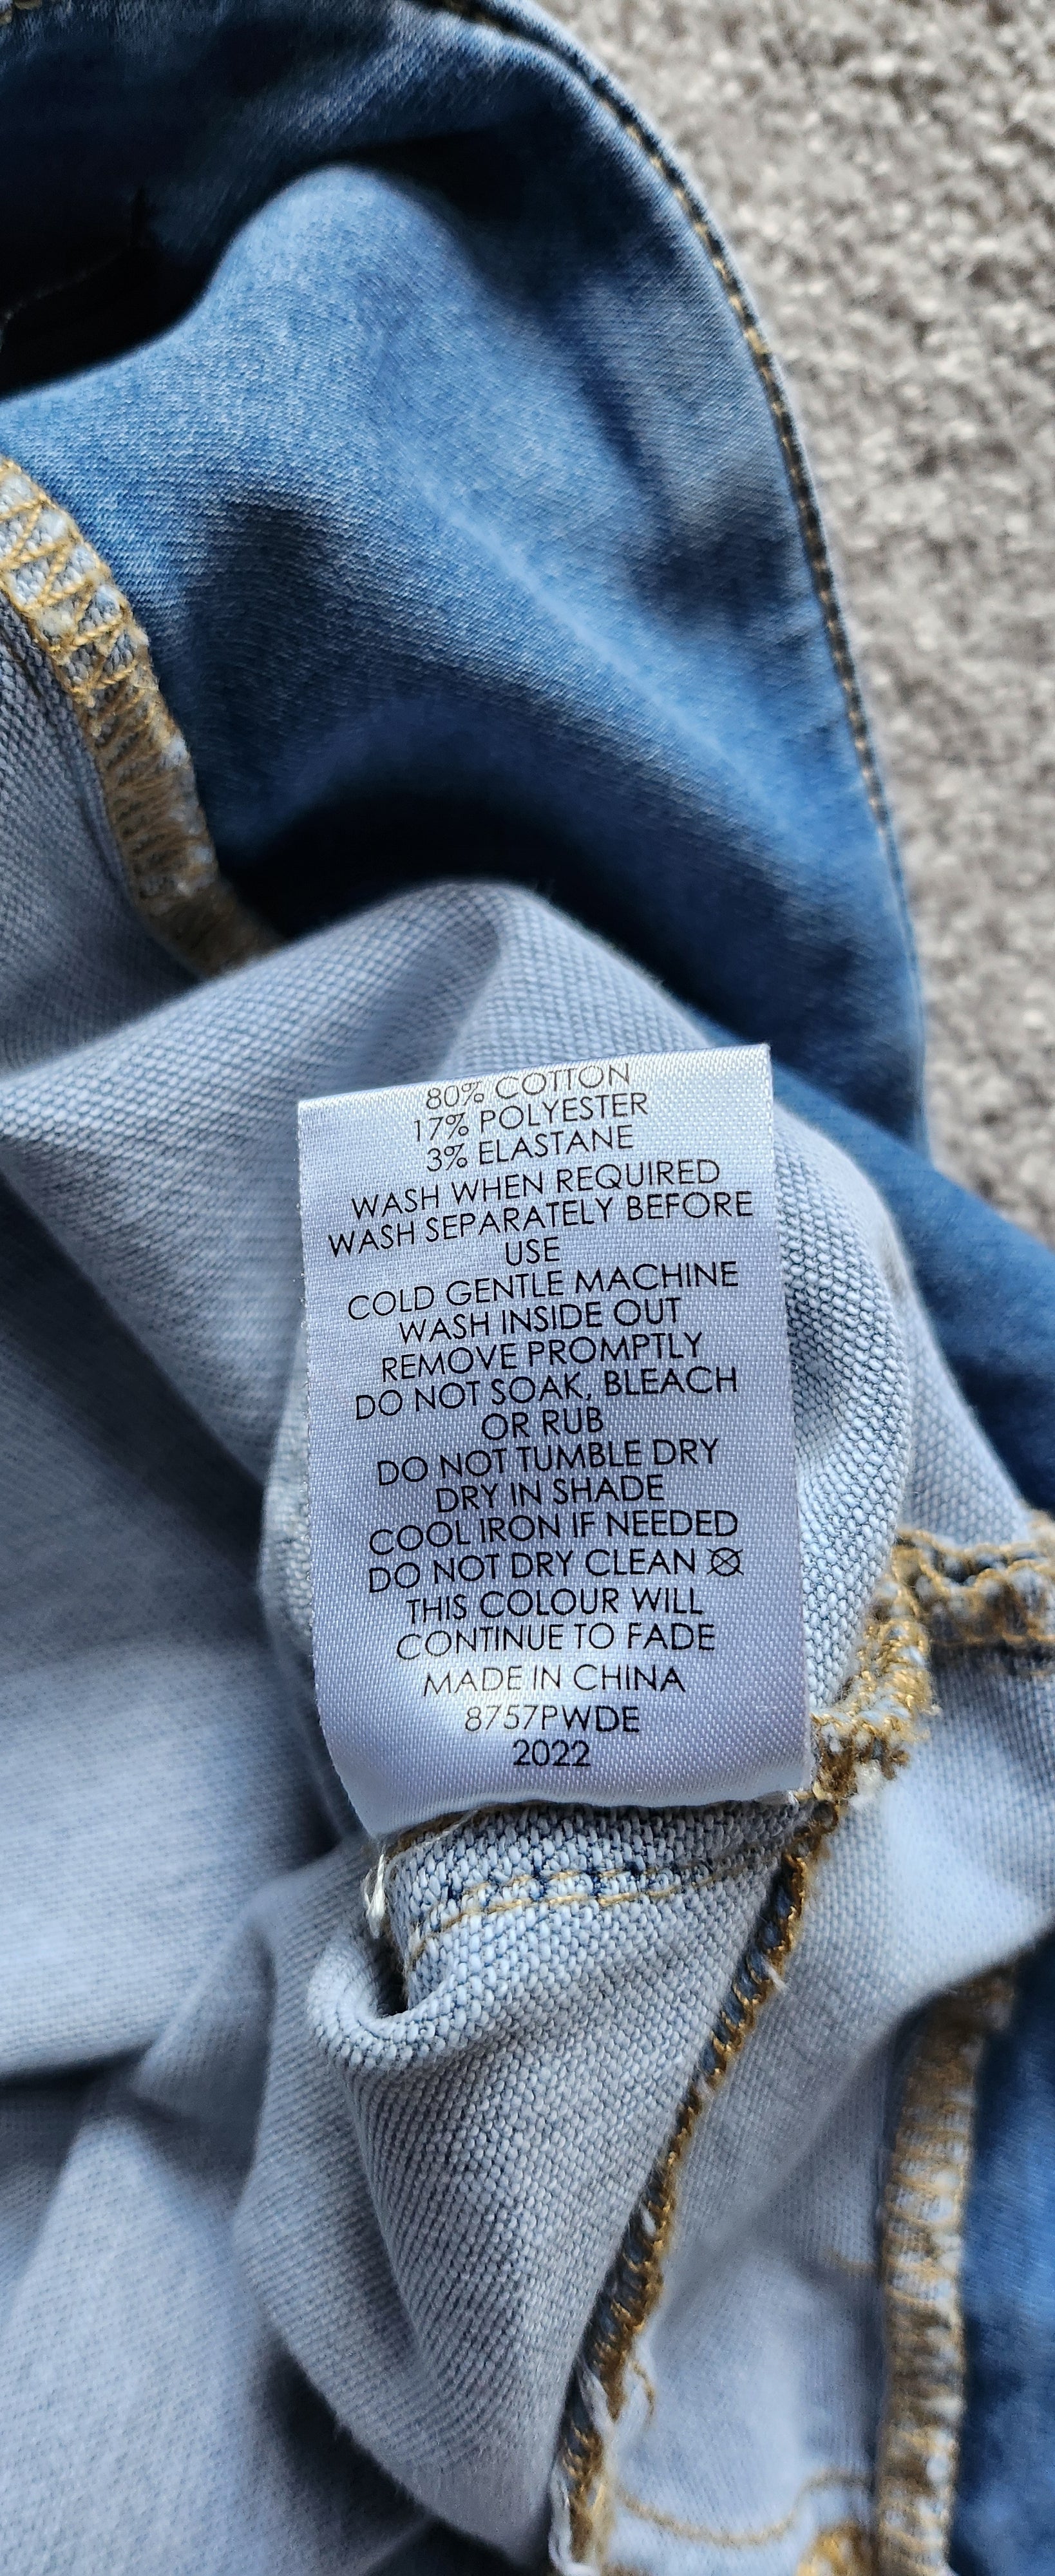 80% COTTON
17% POLYESTER
3% ELASTANE
WASH WHEN REQUIRED
WASH SEPARATELY BEFORE
USE
COLD GENTLE MACHINE
WASH INSIDE OUT
REMOVE PROMPTLY
DO NOT SOAK, BLEACH
OR RUB
DO NOT TUMBLE DRY
DRY IN SHADE
COOL IRON IF NEEDED
DO NOT DRY CLEAN
THIS COLOUR WILL
CONTINUE TO FADE
MADE IN CHINA
8757PWDE
2022